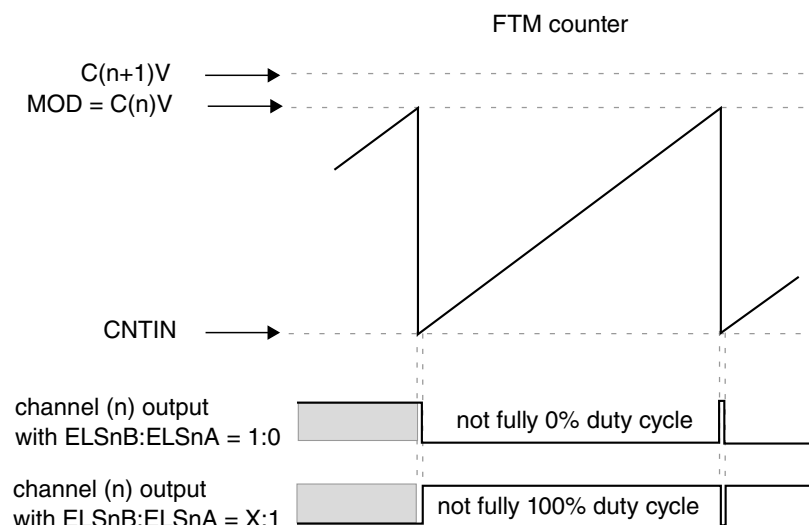 FTM counter
C(n+1)V
MOD = C(n)V
CNTIN
channel (n) output
with ELSnB:ELSnA = 1:0
not fully 0% duty cycle
channel (n) output
with ELSnB:ELSnA = X:1
not fully 100% duty cycle